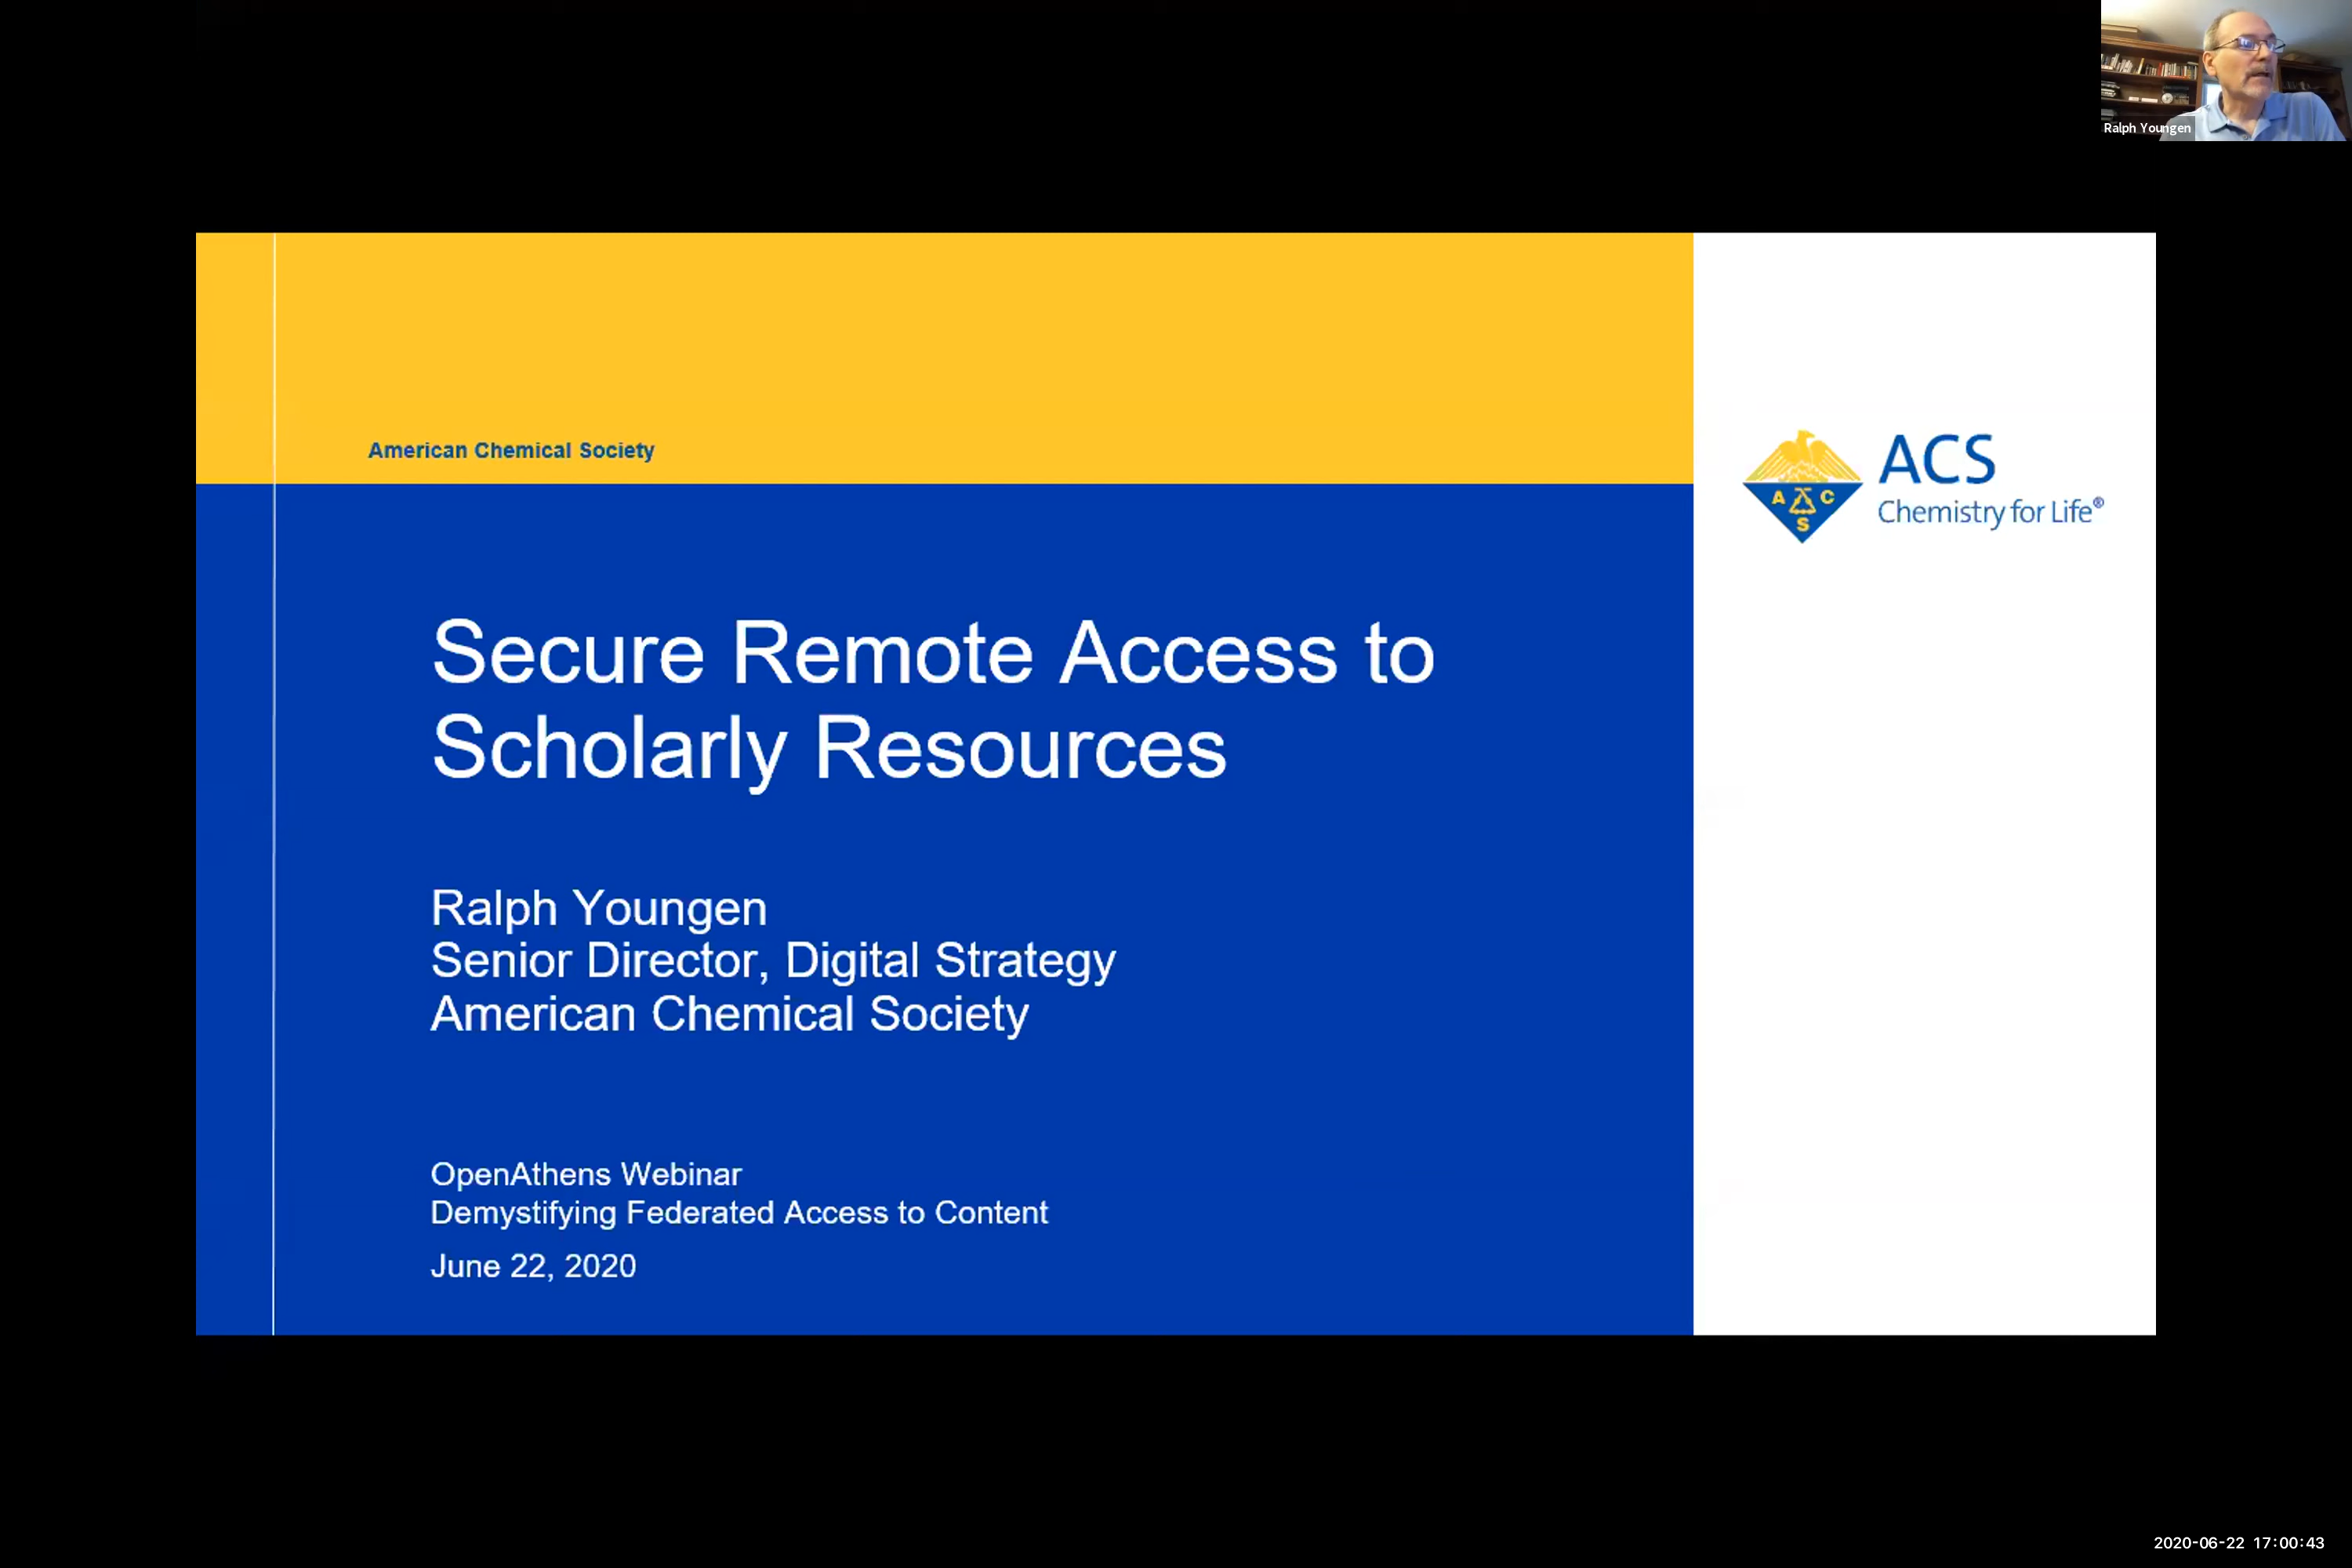 Ralph Youngen
American Chemical Society
ACS
Chemistry for Life®
A C
S
Secure Remote Access to
Scholarly Resources
Ralph Youngen
Senior Director, Digital Strategy
American Chemical Society
OpenAthens Webinar
Demystifying Federated Access to Content
June 22, 2020
2020-06-22 17:00:43